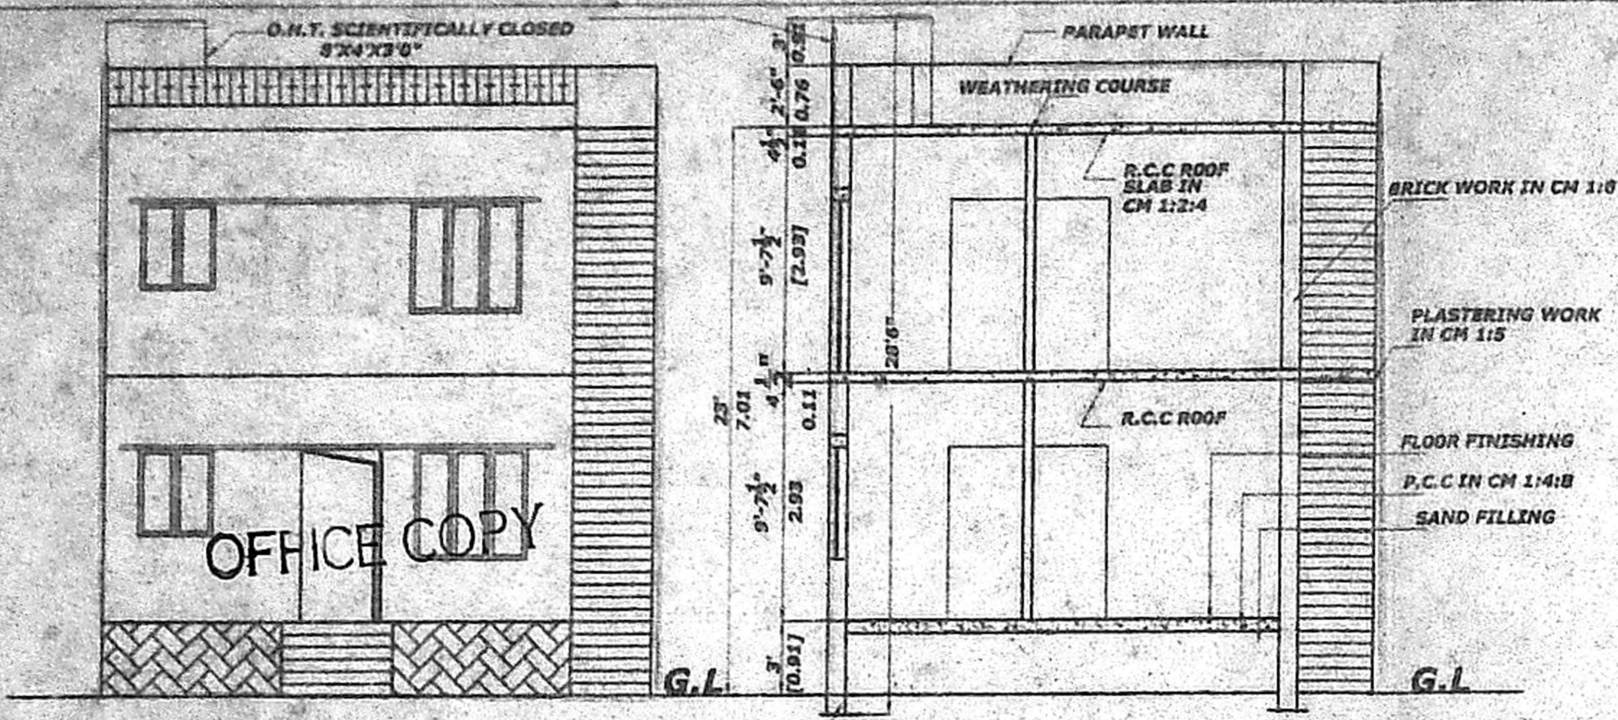 O.H.T. SCIENTIFICALLY CLOSED
8'X4'X3'0"
OFFICE COPY
G.L
3'
0.91
2'-6"
0.76
4½"
0.11
9'-7½"
[2.93]
4½"
0.11
23'
7.01
28'6"
9'-7½"
2.93
3'
[0.91]
PARAPET WALL
WEATHERING COURSE
R.C.C ROOF
SLAB IN
CM 1:2:4
BRICK WORK IN CM 1:6
PLASTERING WORK
IN CM 1:5
R.C.C ROOF
FLOOR FINISHING
P.C.C IN CM 1:4:8
SAND FILLING
G.L